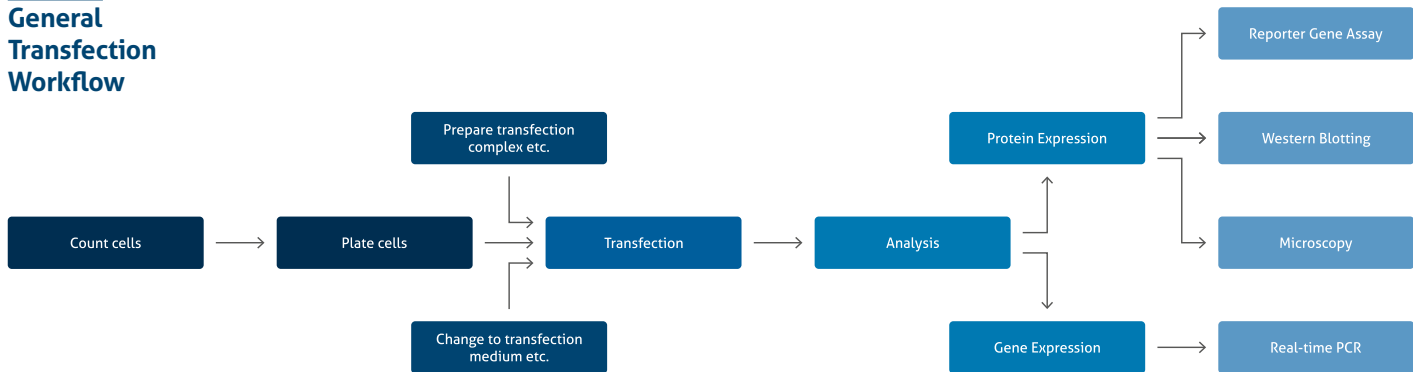 General
Transfection
Workflow
Reporter Gene Assay
Prepare transfection
complex etc.
Protein Expression
Western Blotting
Count cells
Plate cells
Transfection
Analysis
Microscopy
Change to transfection
medium etc.
Gene Expression
Real-time PCR